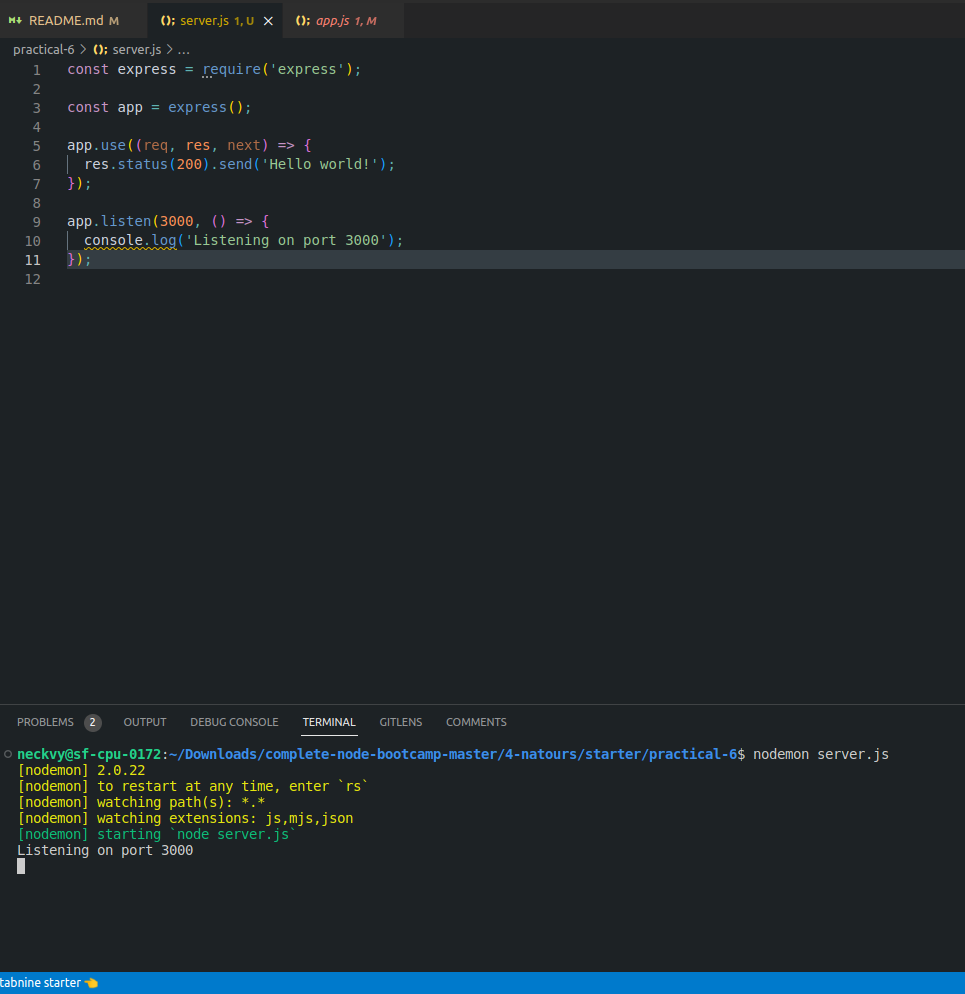 README.md M
(); server.js 1, U
(); app.js 1, M
practical-6 > (); server.js > ...
1 const express = require('express');
2
3 const app = express();
4
5 app.use((req, res, next) => {
6   res.status(200).send('Hello world!');
7 });
8
9 app.listen(3000, () => {
10   console.log('Listening on port 3000');
11 });
12
PROBLEMS 2 OUTPUT DEBUG CONSOLE TERMINAL GITLENS COMMENTS
neckvy@sf-cpu-0172:~/Downloads/complete-node-bootcamp-master/4-natours/starter/practical-6$ nodemon server.js
[nodemon] 2.0.22
[nodemon] to restart at any time, enter `rs`
[nodemon] watching path(s): *.*
[nodemon] watching extensions: js,mjs,json
[nodemon] starting `node server.js`
Listening on port 3000
tabnine starter